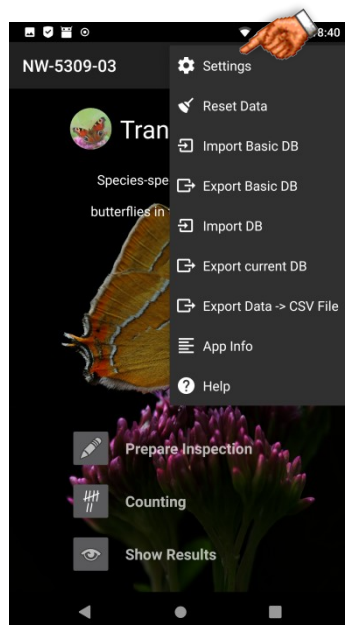 8:40
NW-5309-03
Settings
Reset Data
Tran
Import Basic DB
Species-spe
Export Basic DB
butterflies in
Import DB
Export current DB
Export Data -> CSV File
App Info
Help
Prepare Inspection
Counting
Show Results